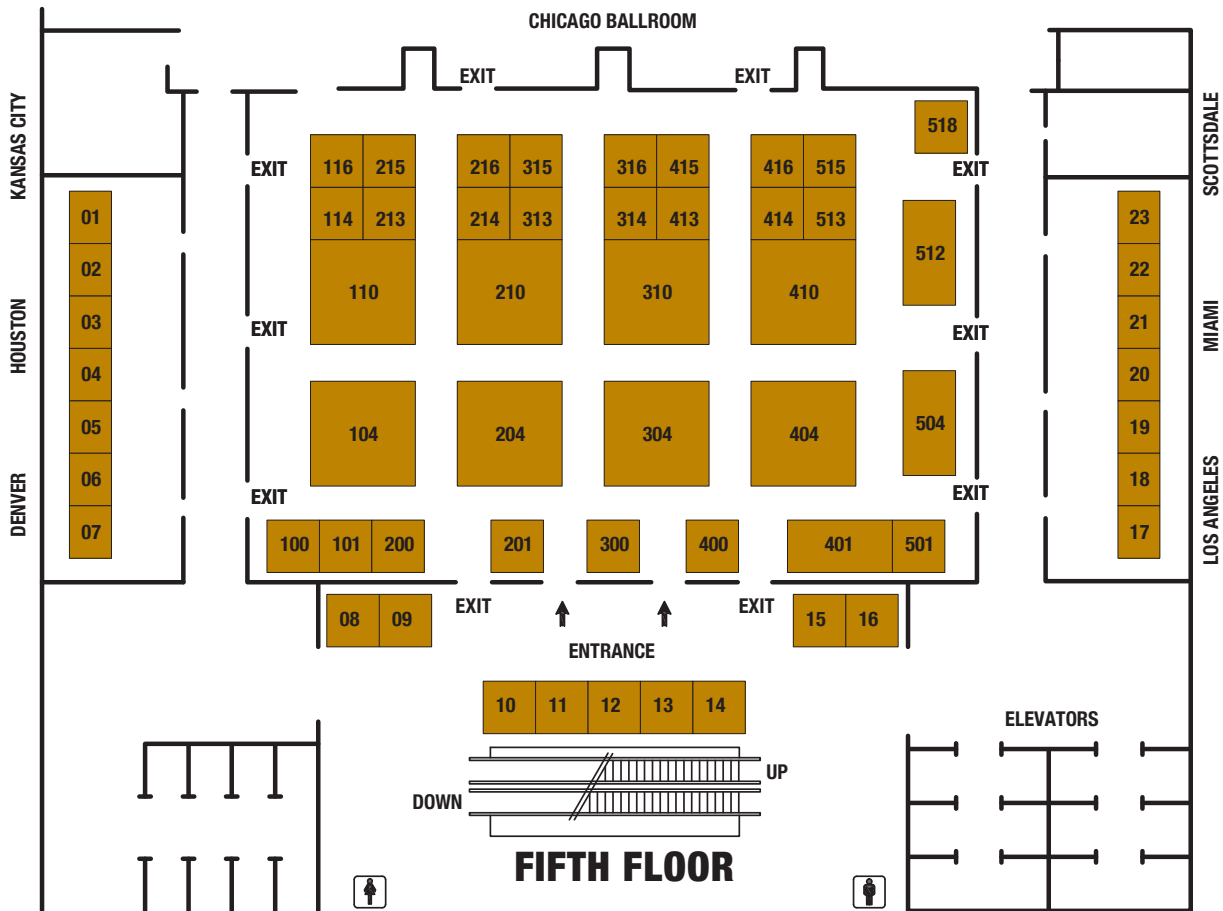 CHICAGO BALLROOM
EXIT EXIT
KANSAS CITY
SCOTTSDALE
518
EXIT 116 215 216 315 316 415 416 515 EXIT
01 114 213 214 313 314 413 414 513 23
02 512 22
110 210 310 410
HOUSTON
MIAMI
03 EXIT EXIT 21
04 20
05 104 204 304 404 504 19
DENVER
LOS ANGELES
06 EXIT EXIT 18
07 100 101 200 201 300 400 401 501 17
EXIT EXIT
08 09 15 16
ENTRANCE
10 11 12 13 14
ELEVATORS
UP
DOWN
FIFTH FLOOR